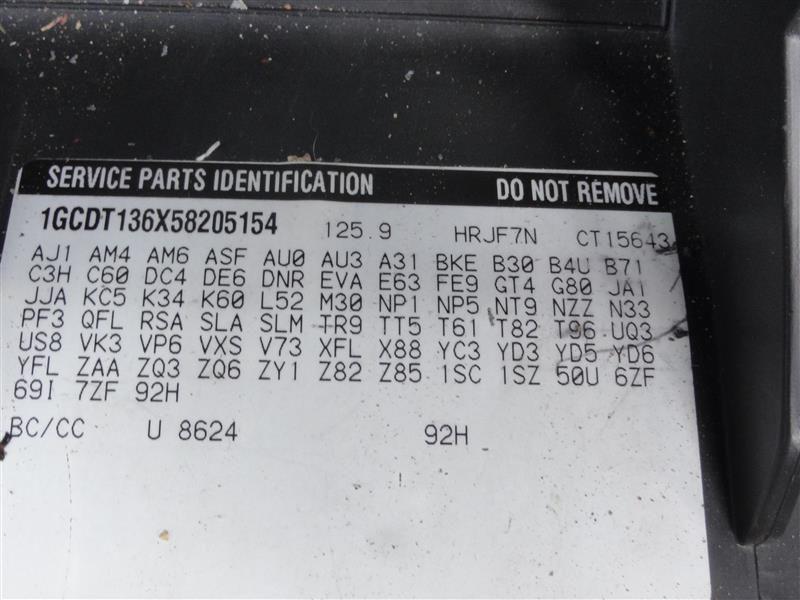 SERVICE PARTS IDENTIFICATION DO NOT REMOVE
1GCDT136X58205154 125.9 HRJF7N CT15643
AJ1 AM4 AM6 ASF AU0 AU3 A31 BKE B30 B4U B71
C3H C60 DC4 DE6 DNR EVA E63 FE9 GT4 G80 JA1
JJA KC5 K34 K60 L52 M30 NP1 NP5 NT9 NZZ N33
PF3 QFL RSA SLA SLM TR9 TT5 T61 T82 T96 UQ3
US8 VK3 VP6 VXS V73 XFL X88 YC3 YD3 YD5 YD6
YFL ZAA ZQ3 ZQ6 ZY1 Z82 Z85 1SC 1SZ 50U 6ZF
69I 7ZF 92H
BC/CC U 8624 92H